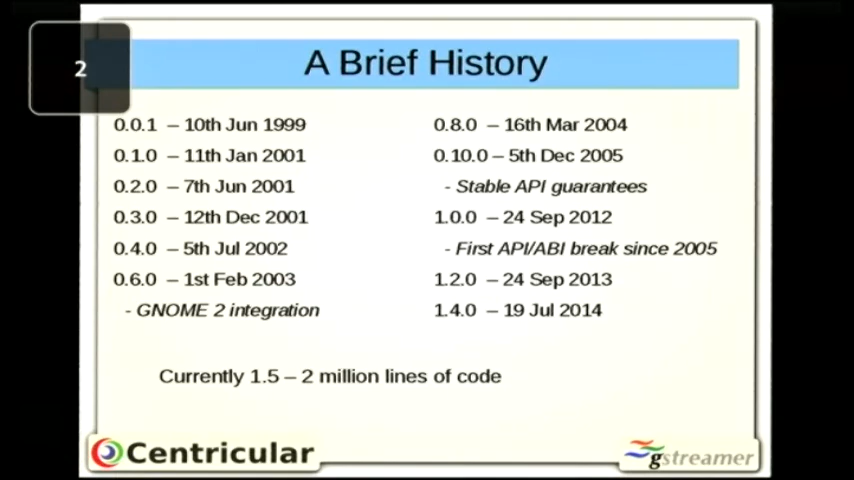 2
A Brief History
0.0.1 – 10th Jun 1999
0.1.0 – 11th Jan 2001
0.2.0 – 7th Jun 2001
0.3.0 – 12th Dec 2001
0.4.0 – 5th Jul 2002
0.6.0 – 1st Feb 2003
- GNOME 2 integration
0.8.0 – 16th Mar 2004
0.10.0 – 5th Dec 2005
- Stable API guarantees
1.0.0 – 24 Sep 2012
- First API/ABI break since 2005
1.2.0 – 24 Sep 2013
1.4.0 – 19 Jul 2014
Currently 1.5 – 2 million lines of code
Centricular
gstreamer